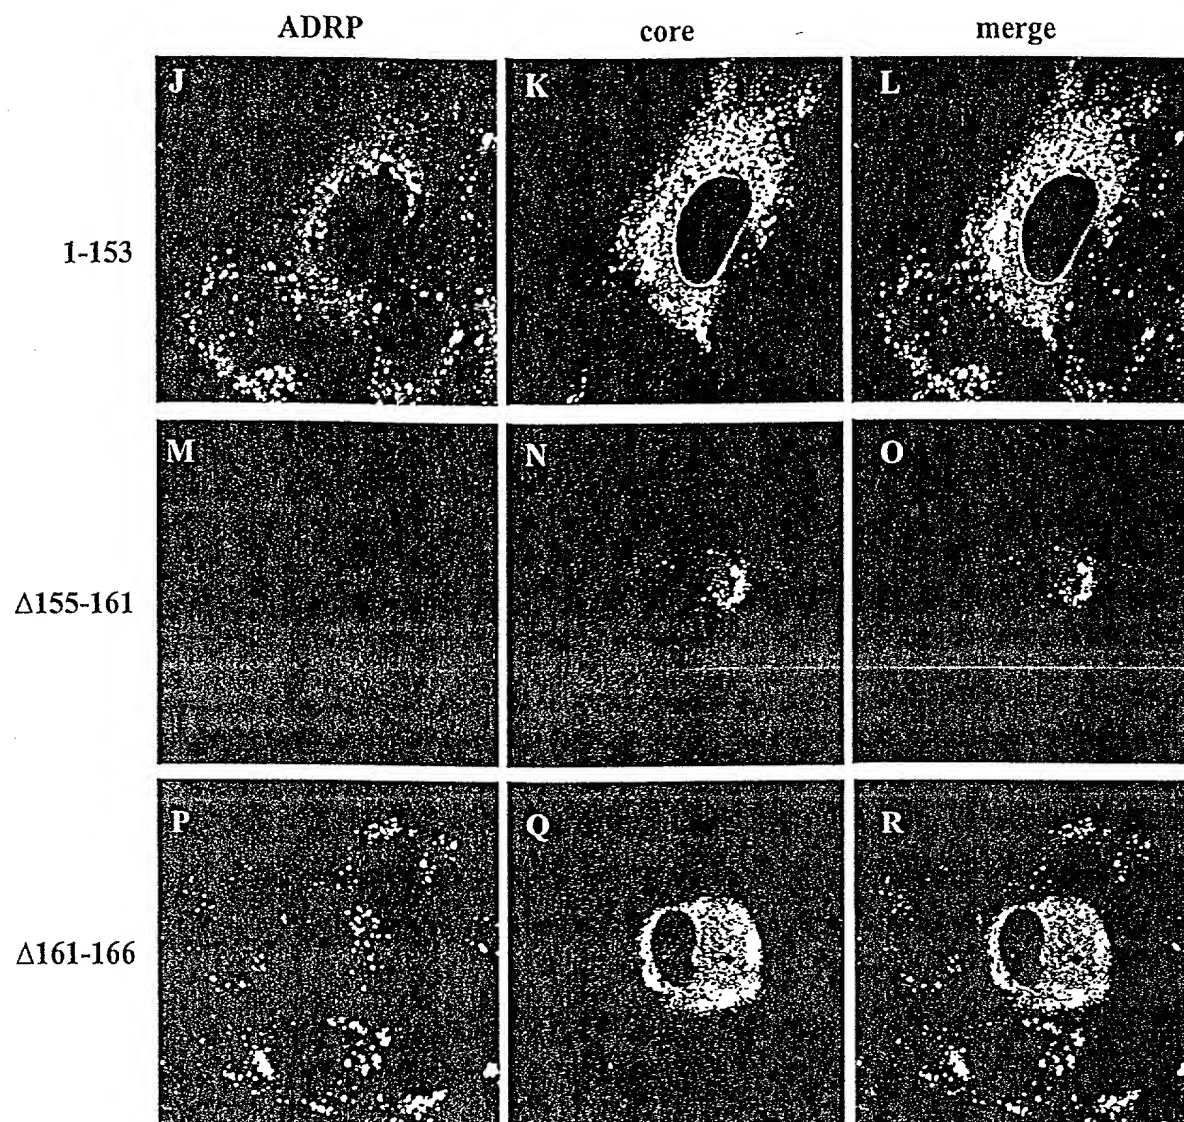 ADRP core merge
J K L
1-153
M N O
Δ155-161
P Q R
Δ161-166